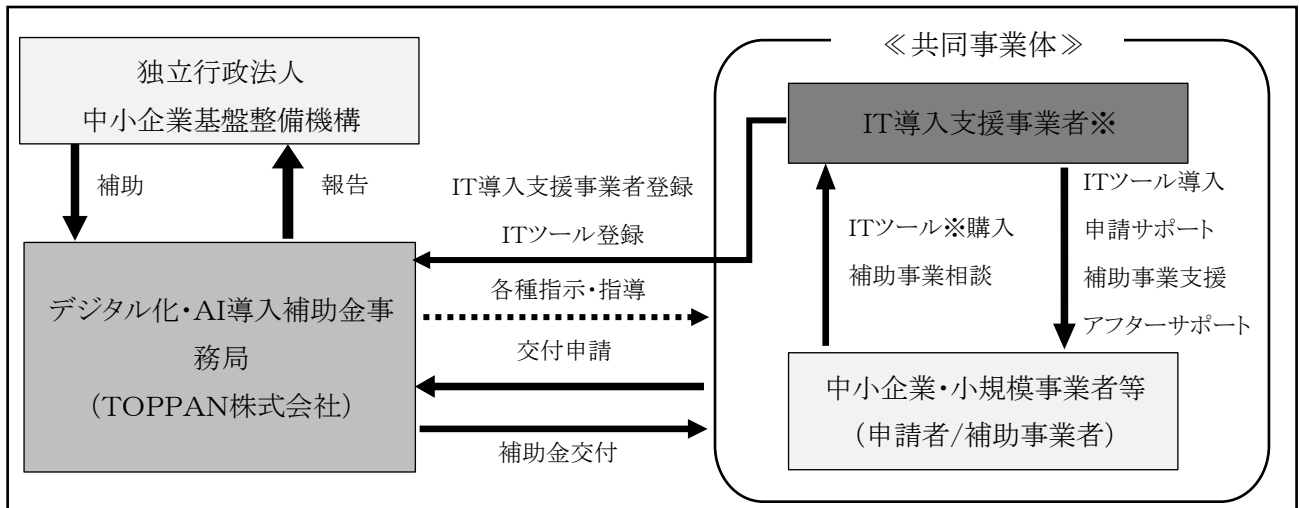 独立行政法人
中小企業基盤整備機構
補助
報告
デジタル化・AI導入補助金事
務局
（TOPPAN株式会社）
IT導入支援事業者登録
ITツール登録
各種指示・指導
交付申請
補助金交付
≪共同事業体≫
IT導入支援事業者※
ITツール※購入
補助事業相談
ITツール導入
申請サポート
補助事業支援
アフターサポート
中小企業・小規模事業者等
（申請者/補助事業者）